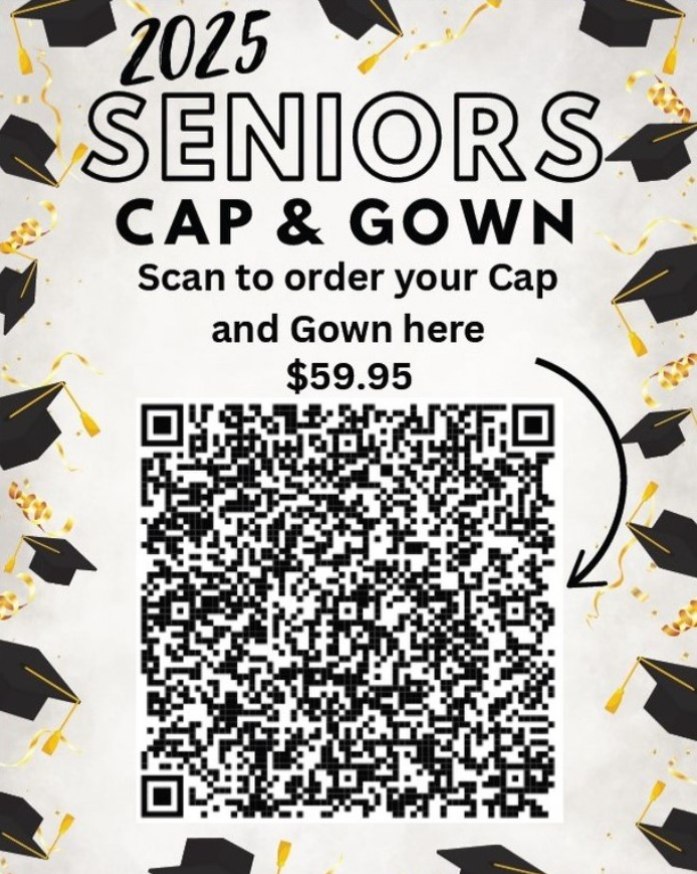 2025
SENIORS
CAP & GOWN
Scan to order your Cap
and Gown here
$59.95